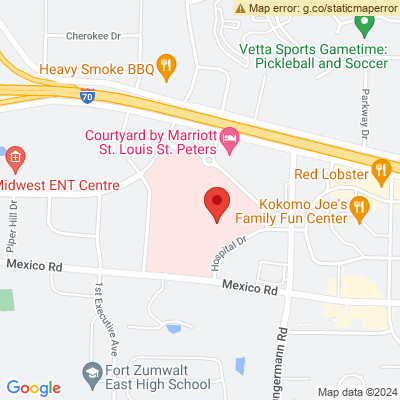 Map error: g.co/staticmaperror
Cherokee Dr
Vetta Sports Gametime:
Pickleball and Soccer
Heavy Smoke BBQ
70
Parkway Dr
Courtyard by Marriott
St. Louis St. Peters
Midwest ENT Centre
Red Lobster
Kokomo Joe's
Family Fun Center
Piper Hill Dr
Hospital Dr
Mexico Rd
Mexico Rd
1st Executive Ave
ungermann Rd
Fort Zumwalt
East High School
Google
Map data ©2024